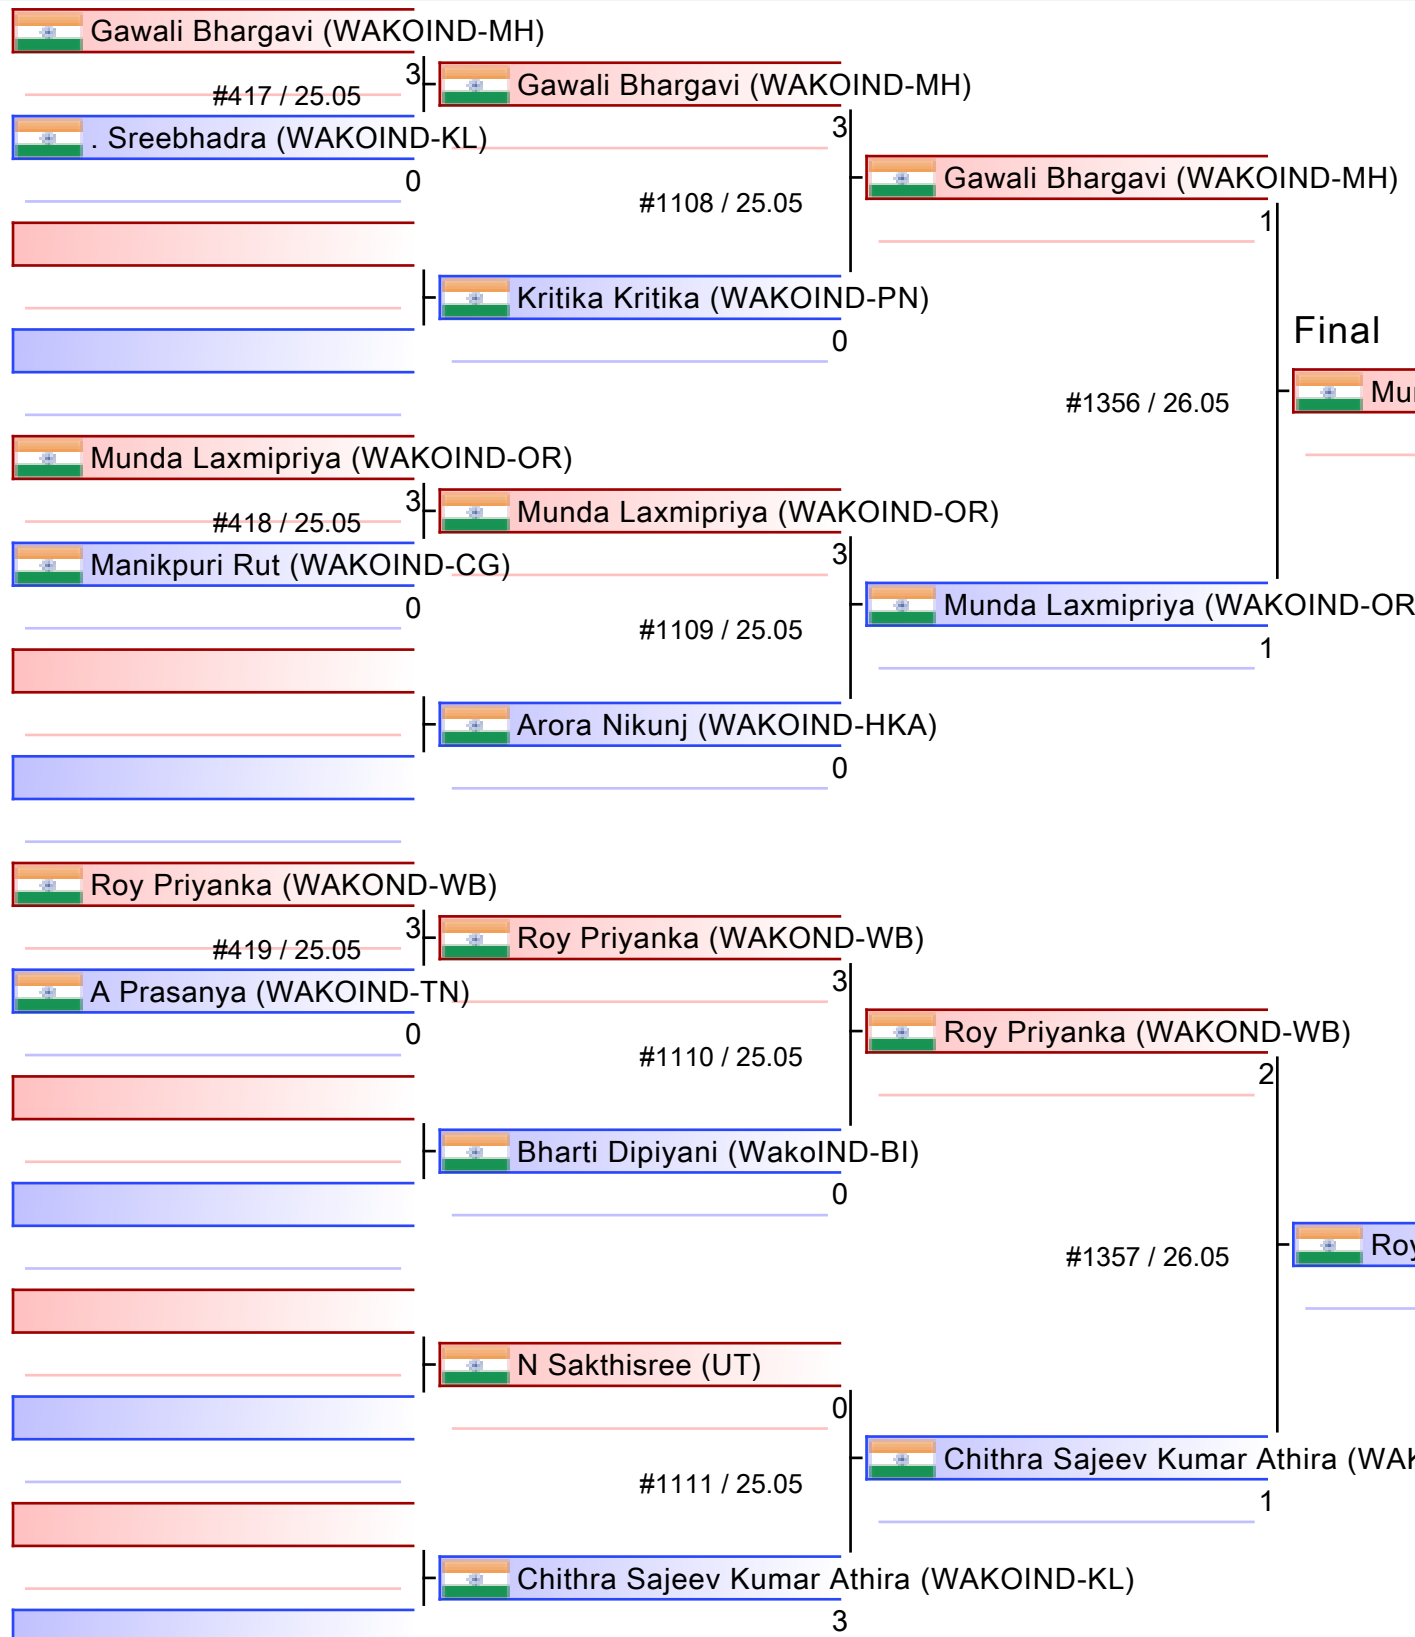 Gawali Bhargavi (WAKOIND-MH)
3
#417 / 25.05
. Sreebhadra (WAKOIND-KL)
0
Gawali Bhargavi (WAKOIND-MH)
3
#1108 / 25.05
Kritika Kritika (WAKOIND-PN)
0
Gawali Bhargavi (WAKOIND-MH)
1
#1356 / 26.05
Final
Mun
Munda Laxmipriya (WAKOIND-OR)
3
#418 / 25.05
Manikpuri Rut (WAKOIND-CG)
0
Munda Laxmipriya (WAKOIND-OR)
3
#1109 / 25.05
Arora Nikunj (WAKOIND-HKA)
0
Munda Laxmipriya (WAKOIND-OR
1
Roy Priyanka (WAKOND-WB)
3
#419 / 25.05
A Prasanya (WAKOIND-TN)
0
Roy Priyanka (WAKOND-WB)
3
#1110 / 25.05
Bharti Dipiyani (WakoIND-BI)
0
Roy Priyanka (WAKOND-WB)
2
#1357 / 26.05
Roy
N Sakthisree (UT)
0
#1111 / 25.05
Chithra Sajeev Kumar Athira (WAKOIND-KL)
3
Chithra Sajeev Kumar Athira (WAK
1